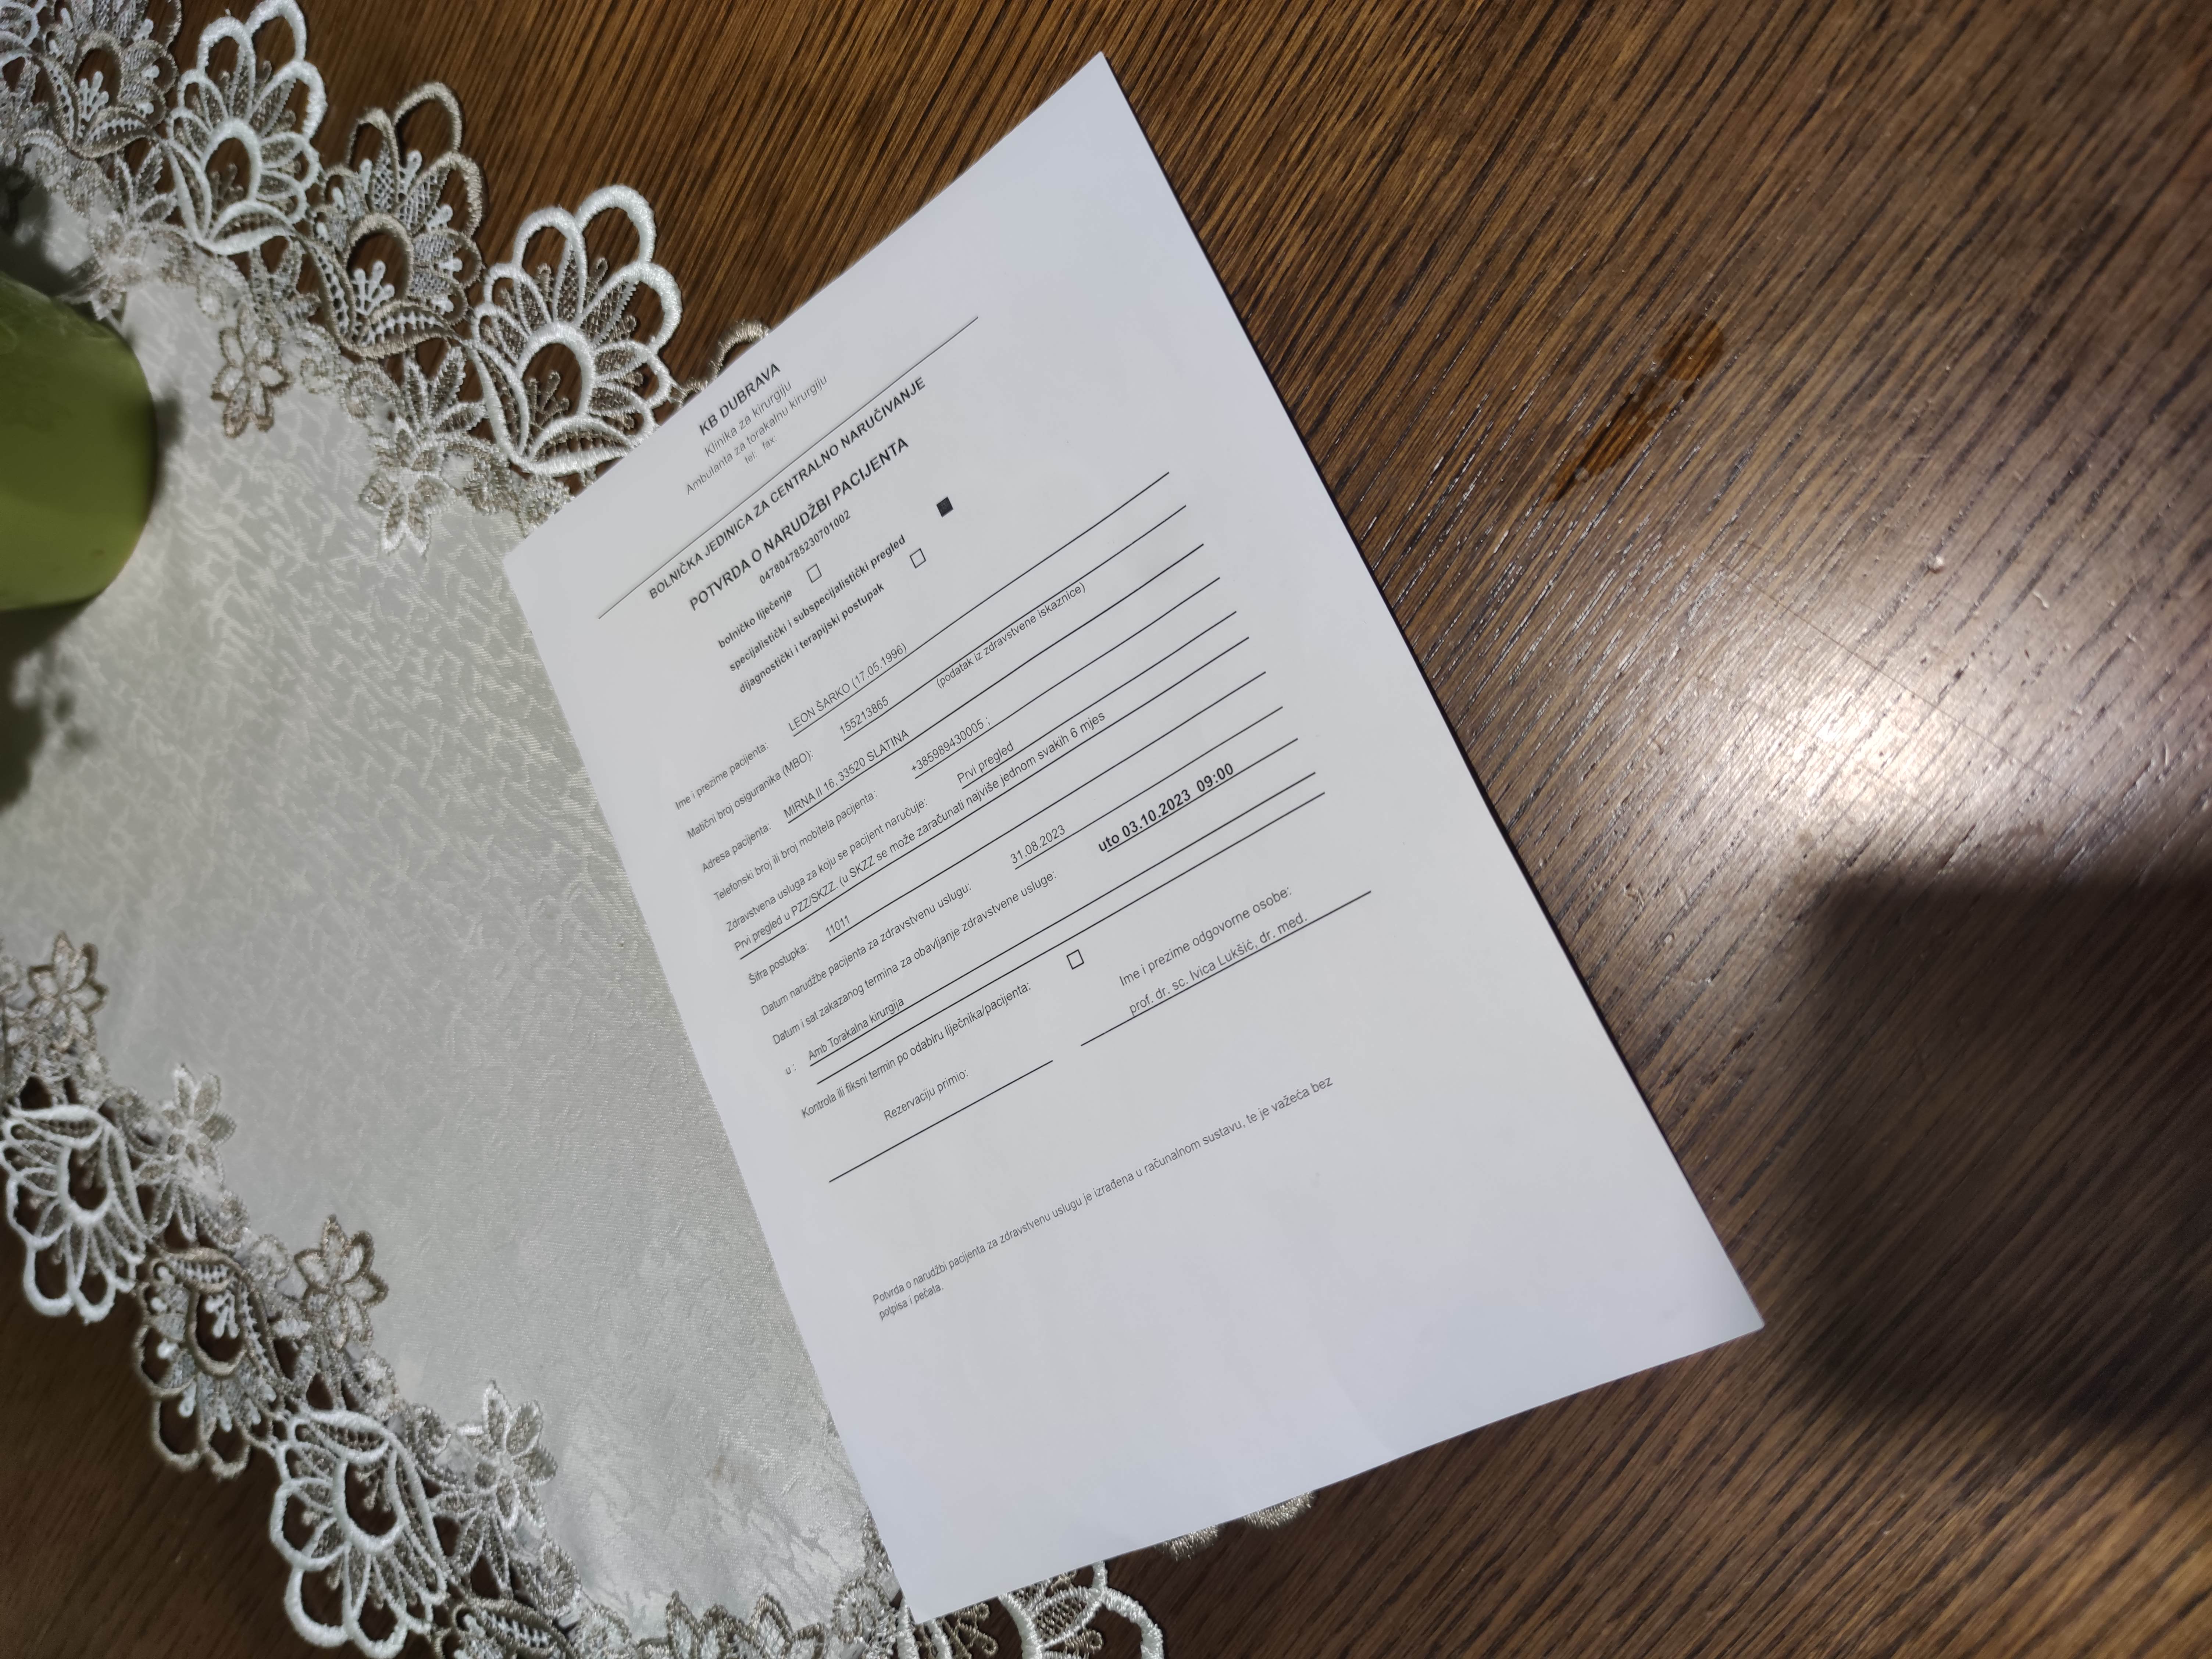 KB DUBRAVA
Klinika za kirurgiju
Ambulanta za torakalnu kirurgiju
tel. fax.
BOLNIČKA JEDINICA ZA CENTRALNO NARUČIVANJE
POTVRDA O NARUDŽBI PACIJENTA
04780478523070100​2
bolničko liječenje ☐
specijalistički i subspecijalistički pregled ■
dijagnostički i terapijski postupak ☐
Ime i prezime pacijenta: LEON ŠARKO (17.05.1996)
Matični broj osiguranika (MBO): 155213865 (podatak iz zdravstvene iskaznice)
Adresa pacijenta: MIRNA II 16, 33520 SLATINA
Telefonski broj ili broj mobitela pacijenta : +385989430005 ;
Zdravstvena usluga za koju se pacijent naručuje: Prvi pregled
Prvi pregled u PZZ/SKZZ. (u SKZZ se može zaračunati najviše jednom svakih 6 mjes
Šifra postupka: 11011
Datum narudžbe pacijenta za zdravstvenu uslugu: 31.08.2023
Datum i sat zakazanog termina za obavljanje zdravstvene usluge: uto 03.10.2023 09:00
u : Amb Torakalna kirurgija
Kontrola ili fiksni termin po odabiru liječnika/pacijenta: ☐
Rezervaciju primio:
Ime i prezime odgovorne osobe:
prof. dr. sc. Ivica Lukšić, dr. med.
Potvrda o narudžbi pacijenta za zdravstvenu uslugu je izrađena u računalnom sustavu, te je važeća bez
potpisa i pečata.